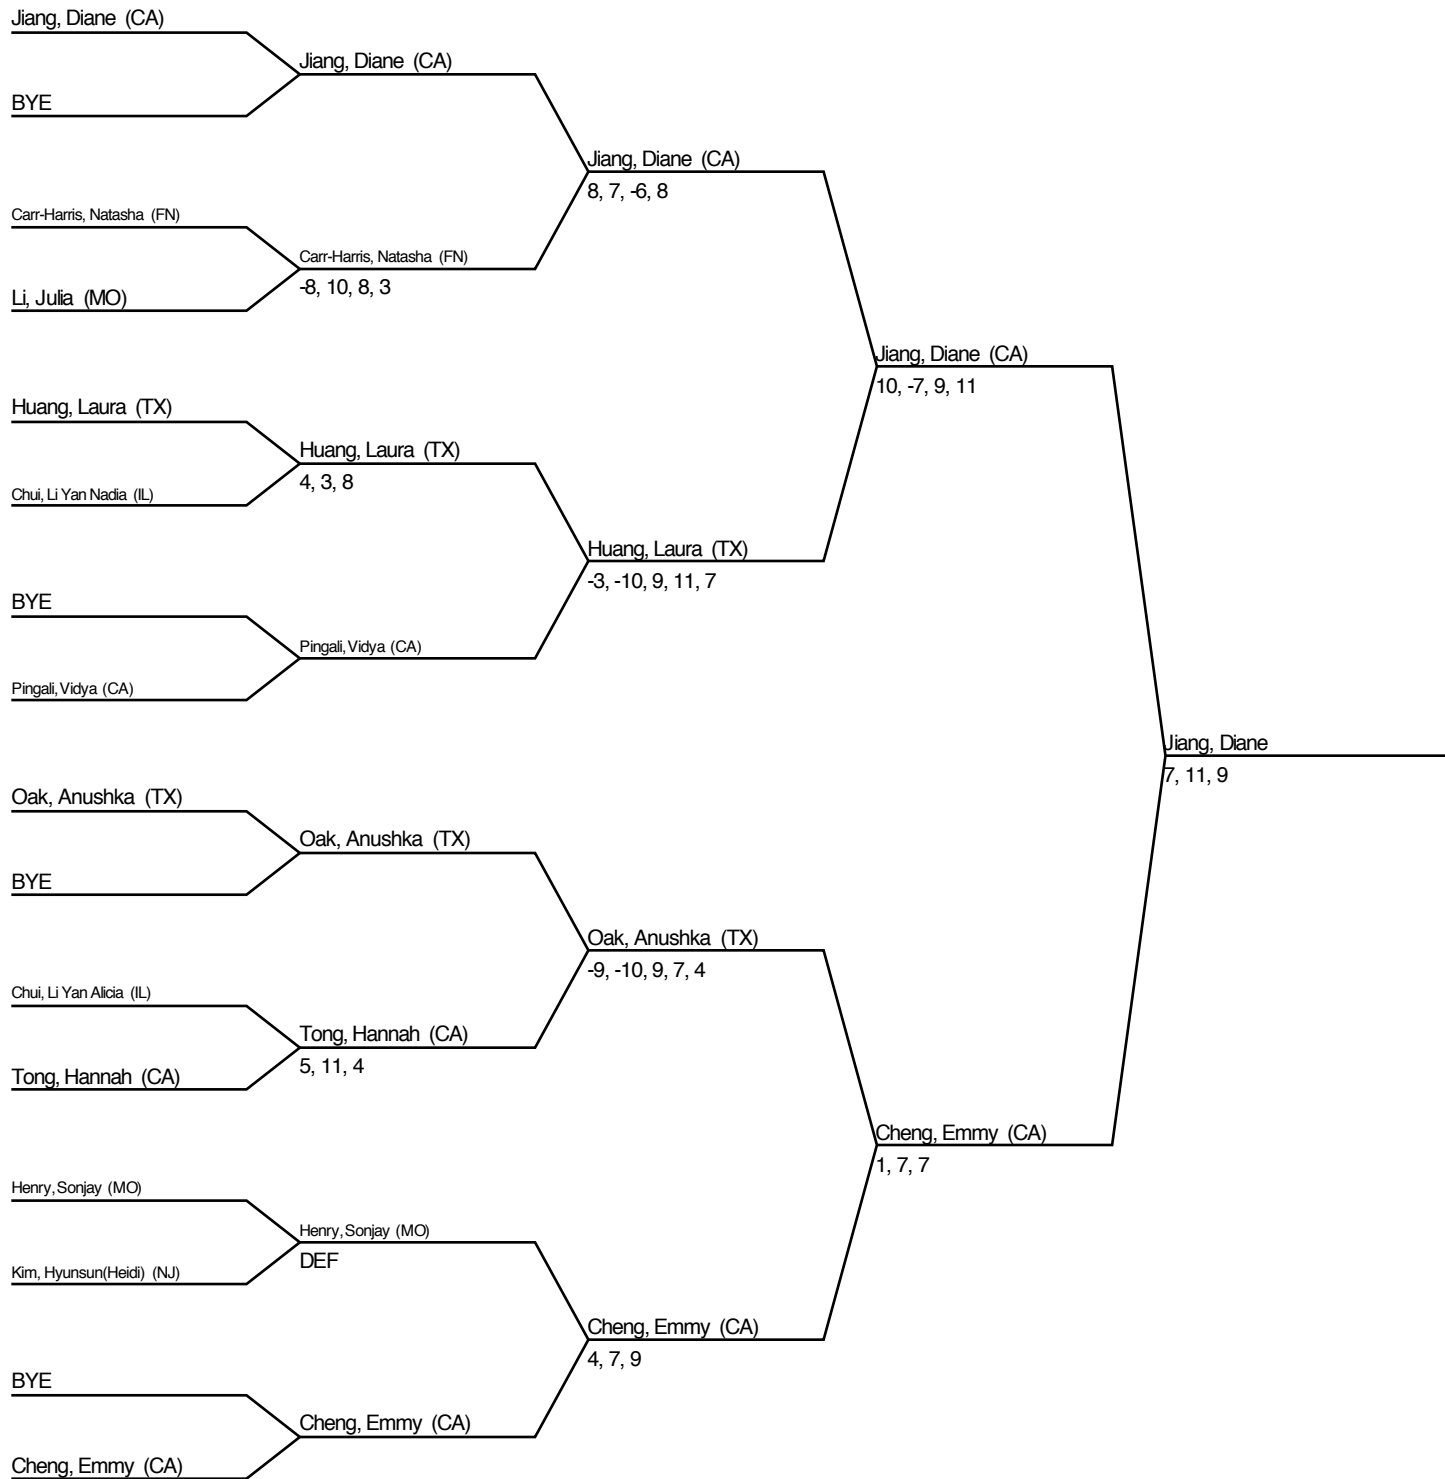 Jiang, Diane (CA)
Jiang, Diane (CA)
BYE
Jiang, Diane (CA)
8, 7, -6, 8
Carr-Harris, Natasha (FN)
Carr-Harris, Natasha (FN)
-8, 10, 8, 3
Li, Julia (MO)
Jiang, Diane (CA)
10, -7, 9, 11
Huang, Laura (TX)
Huang, Laura (TX)
4, 3, 8
Chui, Li Yan Nadia (IL)
Huang, Laura (TX)
-3, -10, 9, 11, 7
BYE
Pingali, Vidya (CA)
Pingali, Vidya (CA)
Jiang, Diane
7, 11, 9
Oak, Anushka (TX)
Oak, Anushka (TX)
BYE
Oak, Anushka (TX)
-9, -10, 9, 7, 4
Chui, Li Yan Alicia (IL)
Tong, Hannah (CA)
5, 11, 4
Tong, Hannah (CA)
Cheng, Emmy (CA)
1, 7, 7
Henry, Sonjay (MO)
Henry, Sonjay (MO)
DEF
Kim, Hyunsun(Heidi) (NJ)
Cheng, Emmy (CA)
4, 7, 9
BYE
Cheng, Emmy (CA)
Cheng, Emmy (CA)